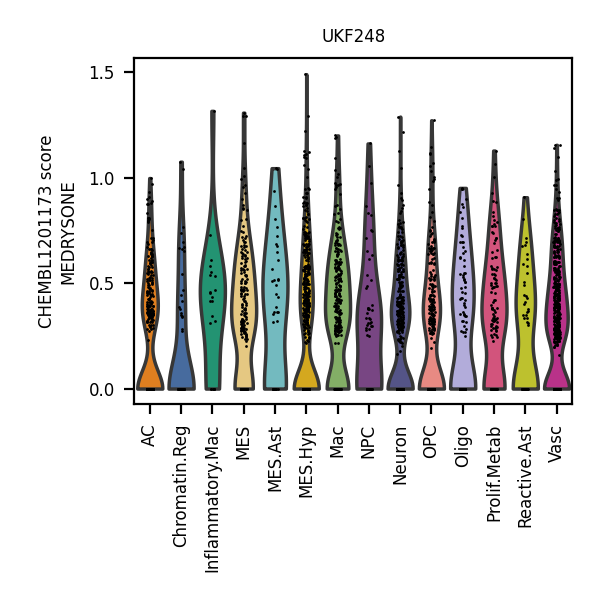 UKF248
CHEMBL1201173 score
MEDRYSONE
1.5
1.0
0.5
0.0
AC
Chromatin.Reg
Inflammatory.Mac
MES
MES.Ast
MES.Hyp
Mac
NPC
Neuron
OPC
Oligo
Prolif.Metab
Reactive.Ast
Vasc